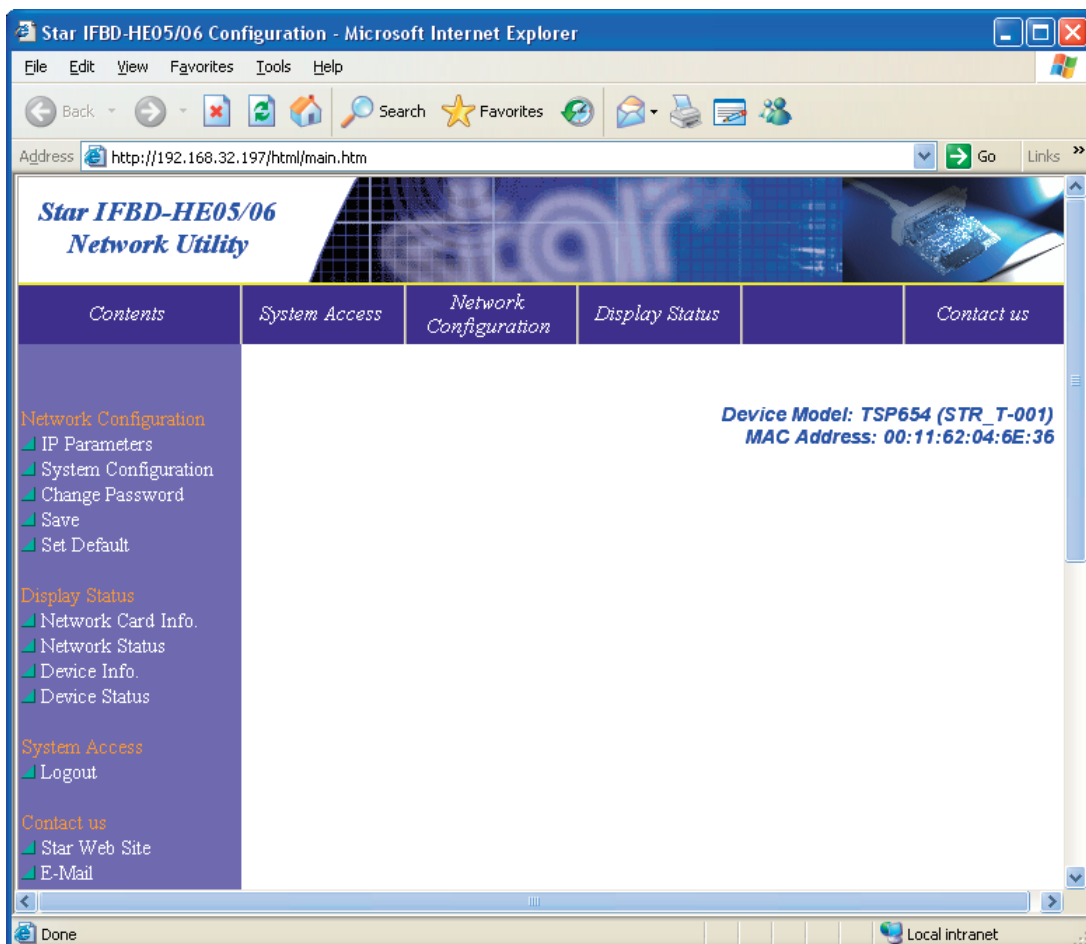 Star IFBD-HE05/06 Configuration - Microsoft Internet Explorer
File Edit View Favorites Tools Help
Back Search Favorites
Address http://192.168.32.197/html/main.htm Go Links »
Star IFBD-HE05/06
Network Utility
star
Contents System Access Network Configuration Display Status Contact us
Device Model: TSP654 (STR_T-001)
MAC Address: 00:11:62:04:6E:36
Network Configuration
IP Parameters
System Configuration
Change Password
Save
Set Default
Display Status
Network Card Info.
Network Status
Device Info.
Device Status
System Access
Logout
Contact us
Star Web Site
E-Mail
Done Local intranet